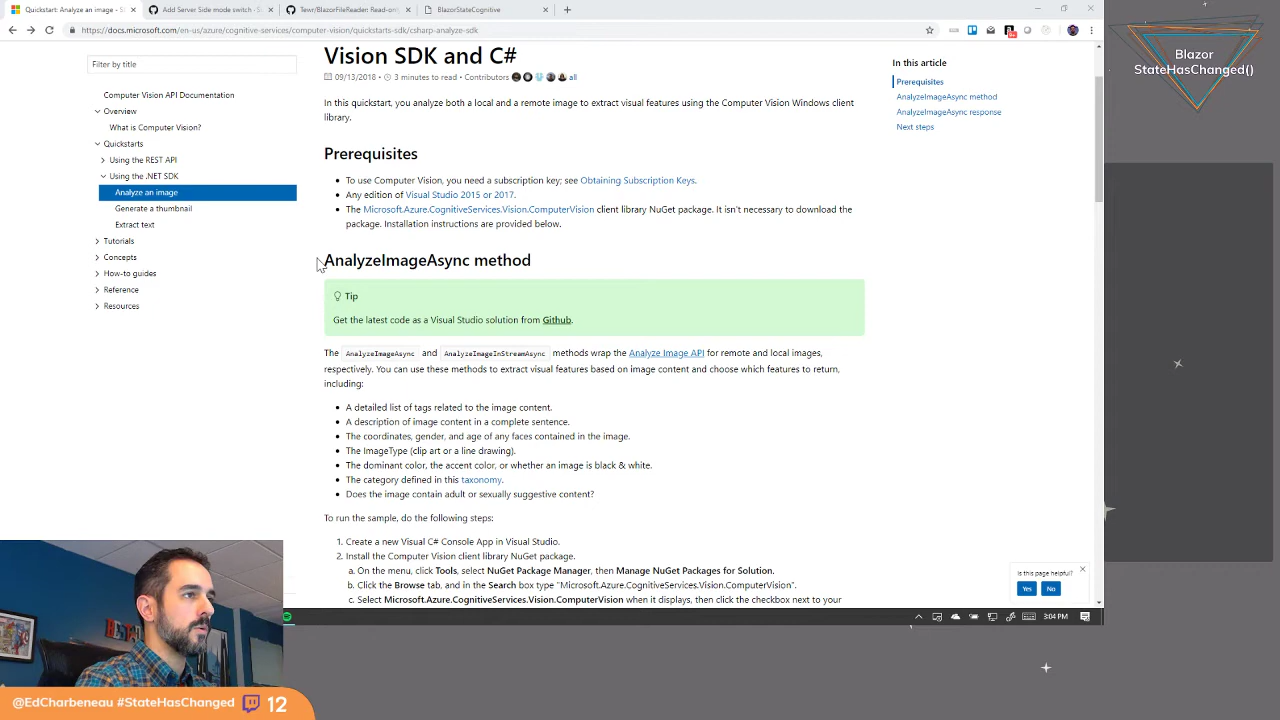 Quickstart: Analyze an image - S
Add Server Side mode switch - S
Tewr/BlazorFileReader: Read-only
BlazorStateCognitive
https://docs.microsoft.com/en-us/azure/cognitive-services/computer-vision/quickstarts-sdk/csharp-analyze-sdk
Blazor
StateHasChanged()
Filter by title
Computer Vision API Documentation
Overview
What is Computer Vision?
Quickstarts
Using the REST API
Using the .NET SDK
Analyze an image
Generate a thumbnail
Extract text
Tutorials
Concepts
How-to guides
Reference
Resources
Vision SDK and C#
09/13/2018 • 3 minutes to read • Contributors all
In this quickstart, you analyze both a local and a remote image to extract visual features using the Computer Vision Windows client
library.
Prerequisites
• To use Computer Vision, you need a subscription key; see Obtaining Subscription Keys.
• Any edition of Visual Studio 2015 or 2017.
• The Microsoft.Azure.CognitiveServices.Vision.ComputerVision client library NuGet package. It isn't necessary to download the
package. Installation instructions are provided below.
AnalyzeImageAsync method
Tip
Get the latest code as a Visual Studio solution from Github.
The AnalyzeImageAsync and AnalyzeImageInStreamAsync methods wrap the Analyze Image API for remote and local images,
respectively. You can use these methods to extract visual features based on image content and choose which features to return,
including:
• A detailed list of tags related to the image content.
• A description of image content in a complete sentence.
• The coordinates, gender, and age of any faces contained in the image.
• The ImageType (clip art or a line drawing).
• The dominant color, the accent color, or whether an image is black & white.
• The category defined in this taxonomy.
• Does the image contain adult or sexually suggestive content?
To run the sample, do the following steps:
1. Create a new Visual C# Console App in Visual Studio.
2. Install the Computer Vision client library NuGet package.
a. On the menu, click Tools, select NuGet Package Manager, then Manage NuGet Packages for Solution.
b. Click the Browse tab, and in the Search box type "Microsoft.Azure.CognitiveServices.Vision.ComputerVision".
c. Select Microsoft.Azure.CognitiveServices.Vision.ComputerVision when it displays, then click the checkbox next to your
In this article
Prerequisites
AnalyzeImageAsync method
AnalyzeImageAsync response
Next steps
Is this page helpful?
Yes No
3:04 PM
@EdCharbeneau #StateHasChanged 12